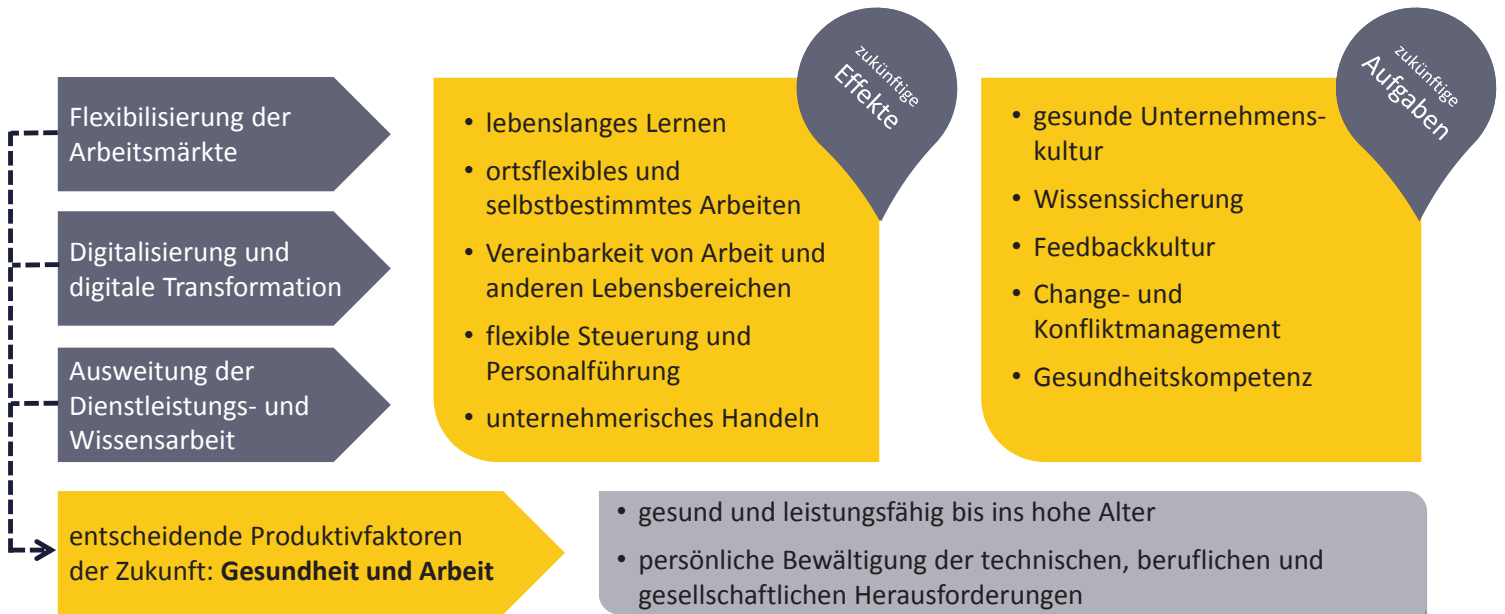 Flexibilisierung der
Arbeitsmärkte
Digitalisierung und
digitale Transformation
Ausweitung der
Dienstleistungs- und
Wissensarbeit
zukünftige
Effekte
• lebenslanges Lernen
• ortsflexibles und
selbstbestimmtes Arbeiten
• Vereinbarkeit von Arbeit und
anderen Lebensbereichen
• flexible Steuerung und
Personalführung
• unternehmerisches Handeln
zukünftige
Aufgaben
• gesunde Unternehmens-
kultur
• Wissenssicherung
• Feedbackkultur
• Change- und
Konfliktmanagement
• Gesundheitskompetenz
entscheidende Produktivfaktoren
der Zukunft: Gesundheit und Arbeit
• gesund und leistungsfähig bis ins hohe Alter
• persönliche Bewältigung der technischen, beruflichen und
gesellschaftlichen Herausforderungen